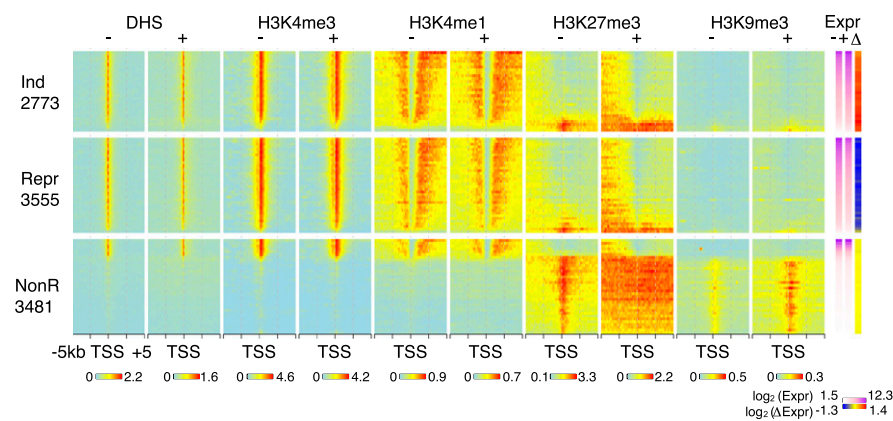 DHS H3K4me3 H3K4me1 H3K27me3 H3K9me3 Expr
- + - + - + - + - + - + Δ
Ind
2773
Repr
3555
NonR
3481
-5kb TSS +5 TSS TSS TSS TSS TSS TSS TSS TSS TSS
0 2.2 0 1.6 0 4.6 0 4.2 0 0.9 0 0.7 0.1 3.3 0 2.2 0 0.5 0 0.3
log₂ (Expr) 1.5 12.3
log₂ (ΔExpr) -1.3 1.4